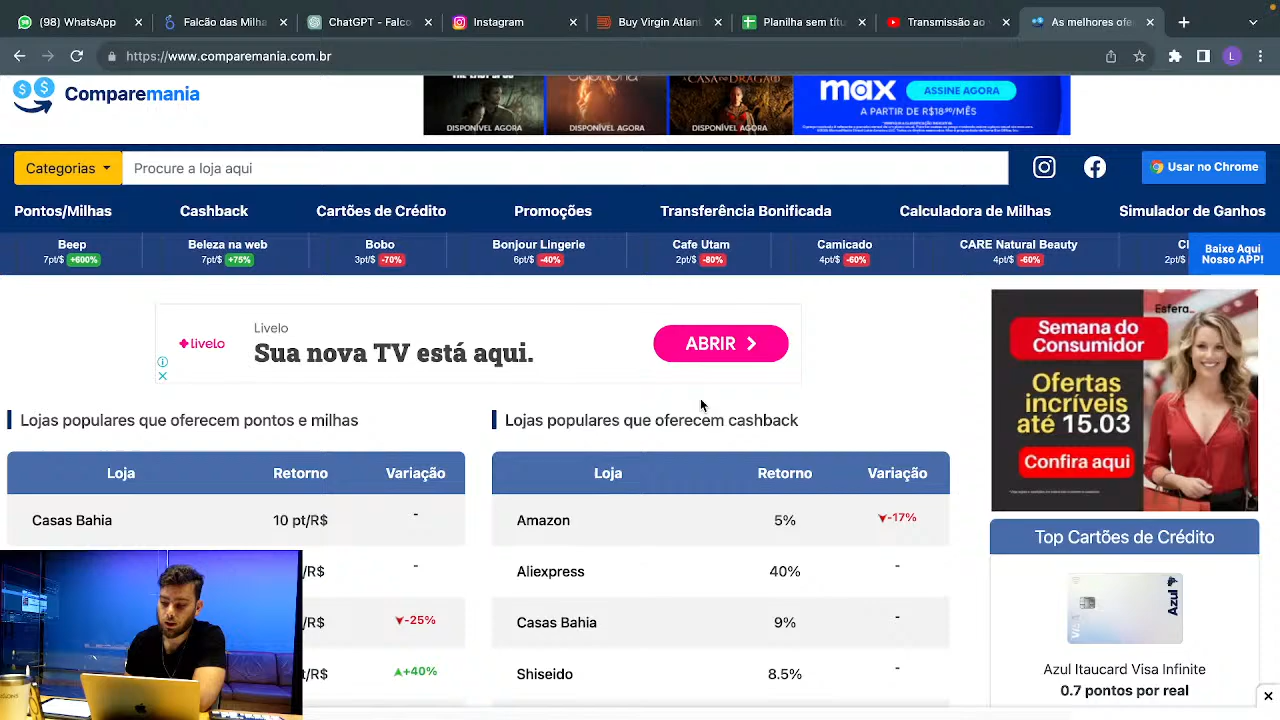 (98) WhatsApp
Falcão das Milha
ChatGPT - Falco
Instagram
Buy Virgin Atlant
Planilha sem títu
Transmissão ao
As melhores ofe
https://www.comparemania.com.br
L
Comparemania
DISPONÍVEL AGORA
DISPONÍVEL AGORA
A CASA DO DRAGÃO
DISPONÍVEL AGORA
max
ASSINE AGORA
A PARTIR DE R$18,90/MÊS
Categorias
Procure a loja aqui
Usar no Chrome
Pontos/Milhas
Cashback
Cartões de Crédito
Promoções
Transferência Bonificada
Calculadora de Milhas
Simulador de Ganhos
Beep
7pt/$ +600%
Beleza na web
7pt/$ +75%
Bobo
3pt/$ -70%
Bonjour LIngerie
6pt/$ -40%
Cafe Utam
2pt/$ -80%
Camicado
4pt/$ -60%
CARE Natural Beauty
4pt/$ -60%
2pt/$
Baixe Aqui
Nosso APP!
livelo
Livelo
Sua nova TV está aqui.
ABRIR
Esfera
Semana do
Consumidor
Ofertas
incríveis
até 15.03
Confira aqui
Lojas populares que oferecem pontos e milhas
Loja Retorno Variação
Casas Bahia 10 pt/R$ -
/R$ -
/R$ -25%
t/R$ +40%
Lojas populares que oferecem cashback
Loja Retorno Variação
Amazon 5% -17%
Aliexpress 40% -
Casas Bahia 9% -
Shiseido 8.5% -
Top Cartões de Crédito
Azul
VISA
Azul Itaucard Visa Infinite
0.7 pontos por real